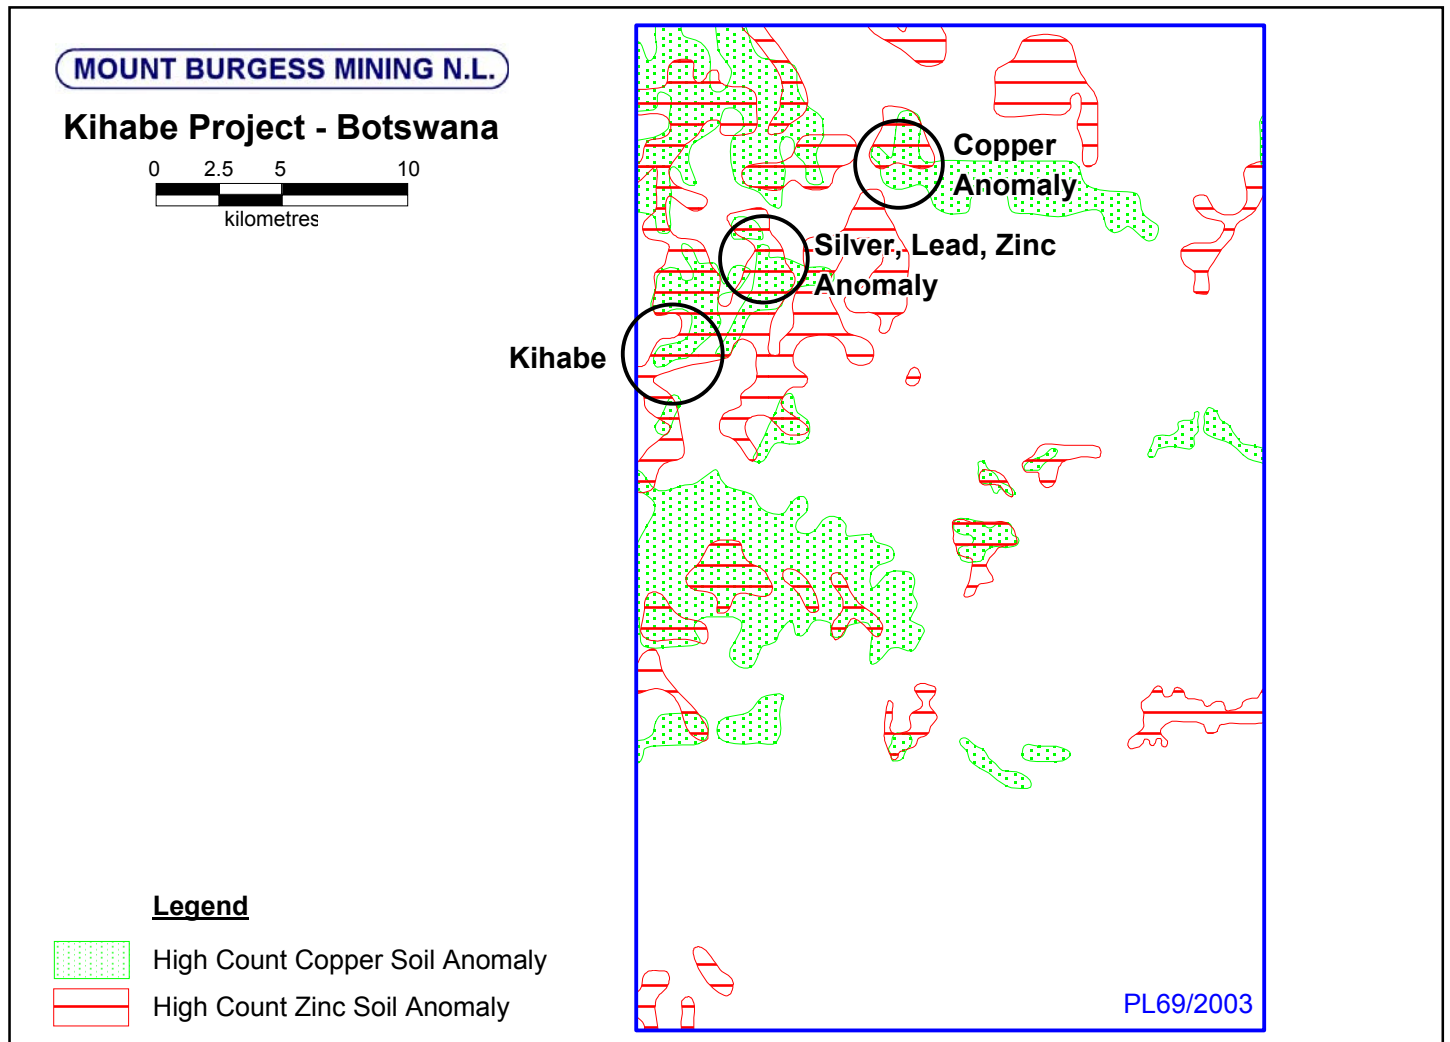 MOUNT BURGESS MINING N.L.
Kihabe Project - Botswana
0 2.5 5 10
kilometres
Copper
Anomaly
Silver, Lead, Zinc
Anomaly
Kihabe
Legend
High Count Copper Soil Anomaly
High Count Zinc Soil Anomaly
PL69/2003